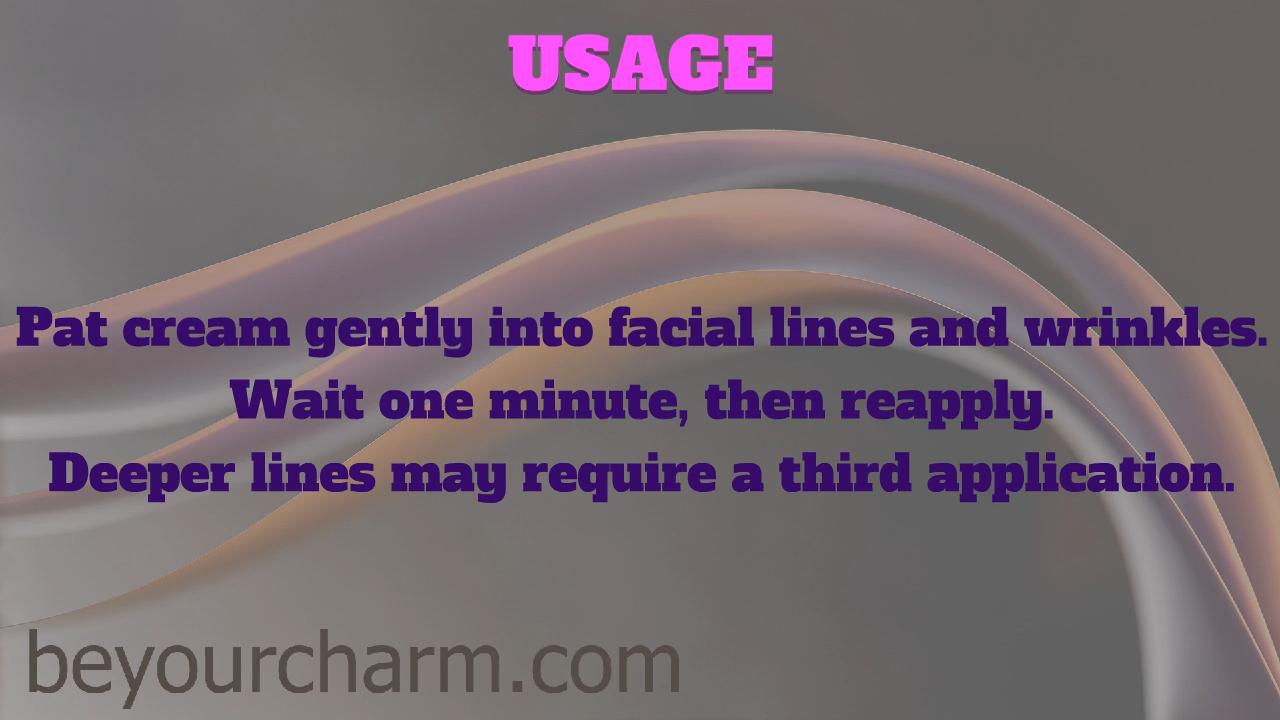 USAGE
Pat cream gently into facial lines and wrinkles.
Wait one minute, then reapply.
Deeper lines may require a third application.
beyourcharm.com